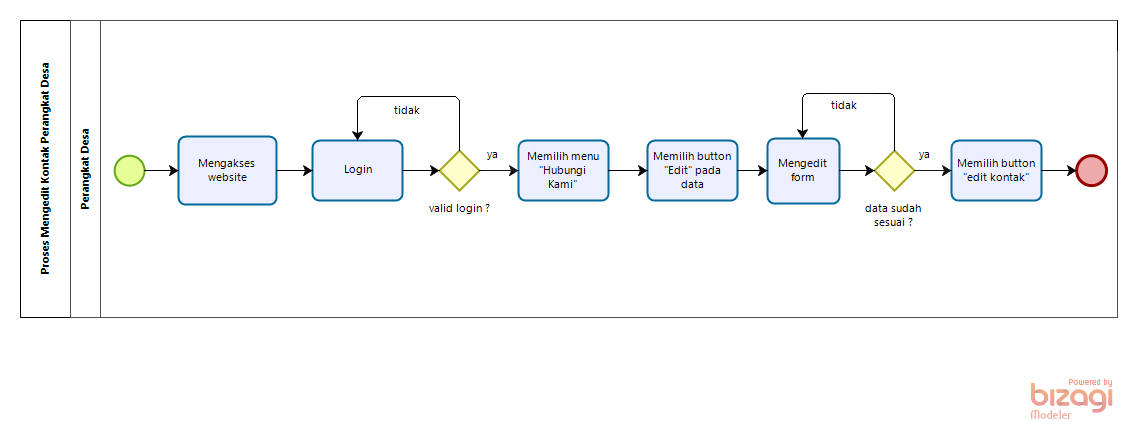 Proses Mengedit (Kontak Perangkat Desa
Perangkat Desa
Mengakses
website
Login
tidak
valid login ?
ya
Memilih menu
"Hubungi
Kami"
Memilih button
"Edit" pada
data
Mengedit
form
tidak
data sudah
sesuai ?
ya
Memilih button
"edit kontak"
Powered by
bizagi
Modeler